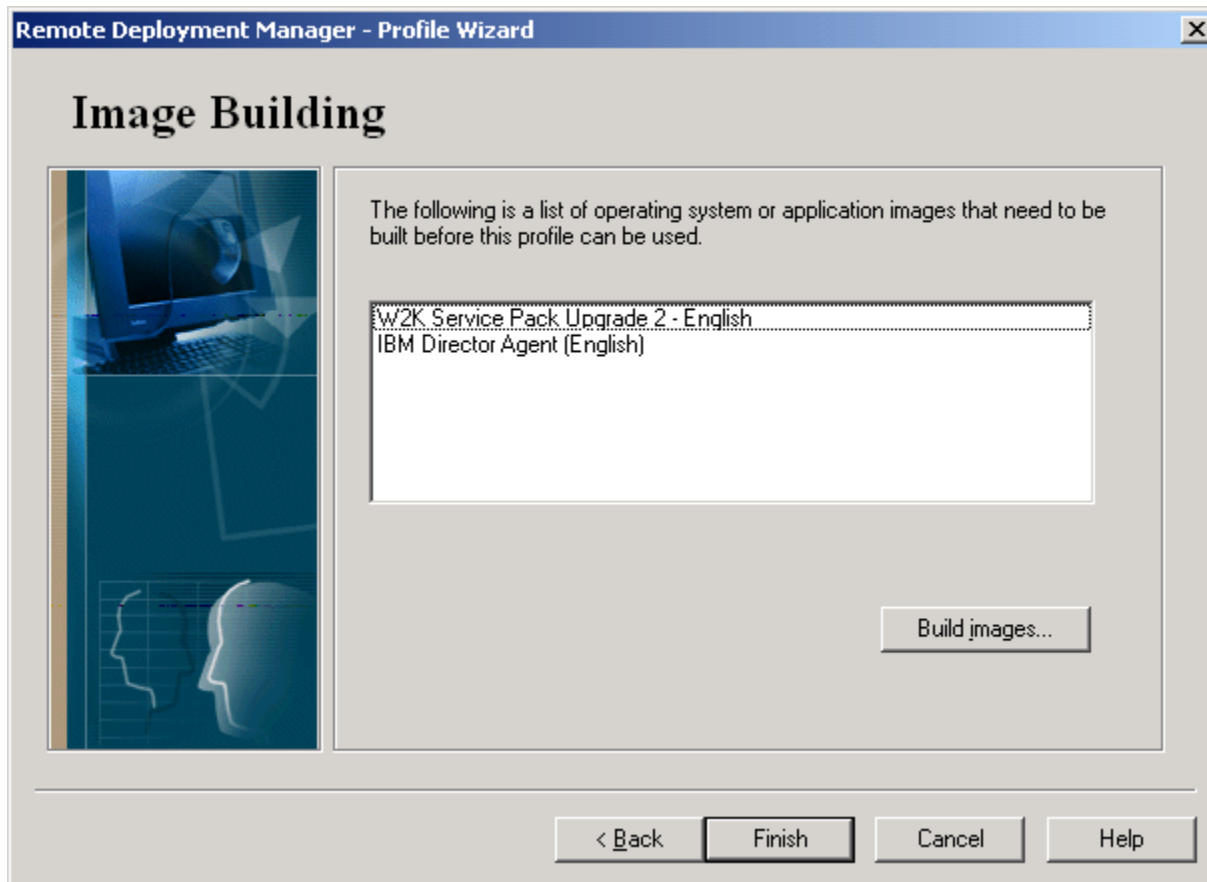 Remote Deployment Manager - Profile Wizard
Image Building
The following is a list of operating system or application images that need to be
built before this profile can be used.
W2K Service Pack Upgrade 2 - English
IBM Director Agent (English)
Build images...
< Back
Finish
Cancel
Help